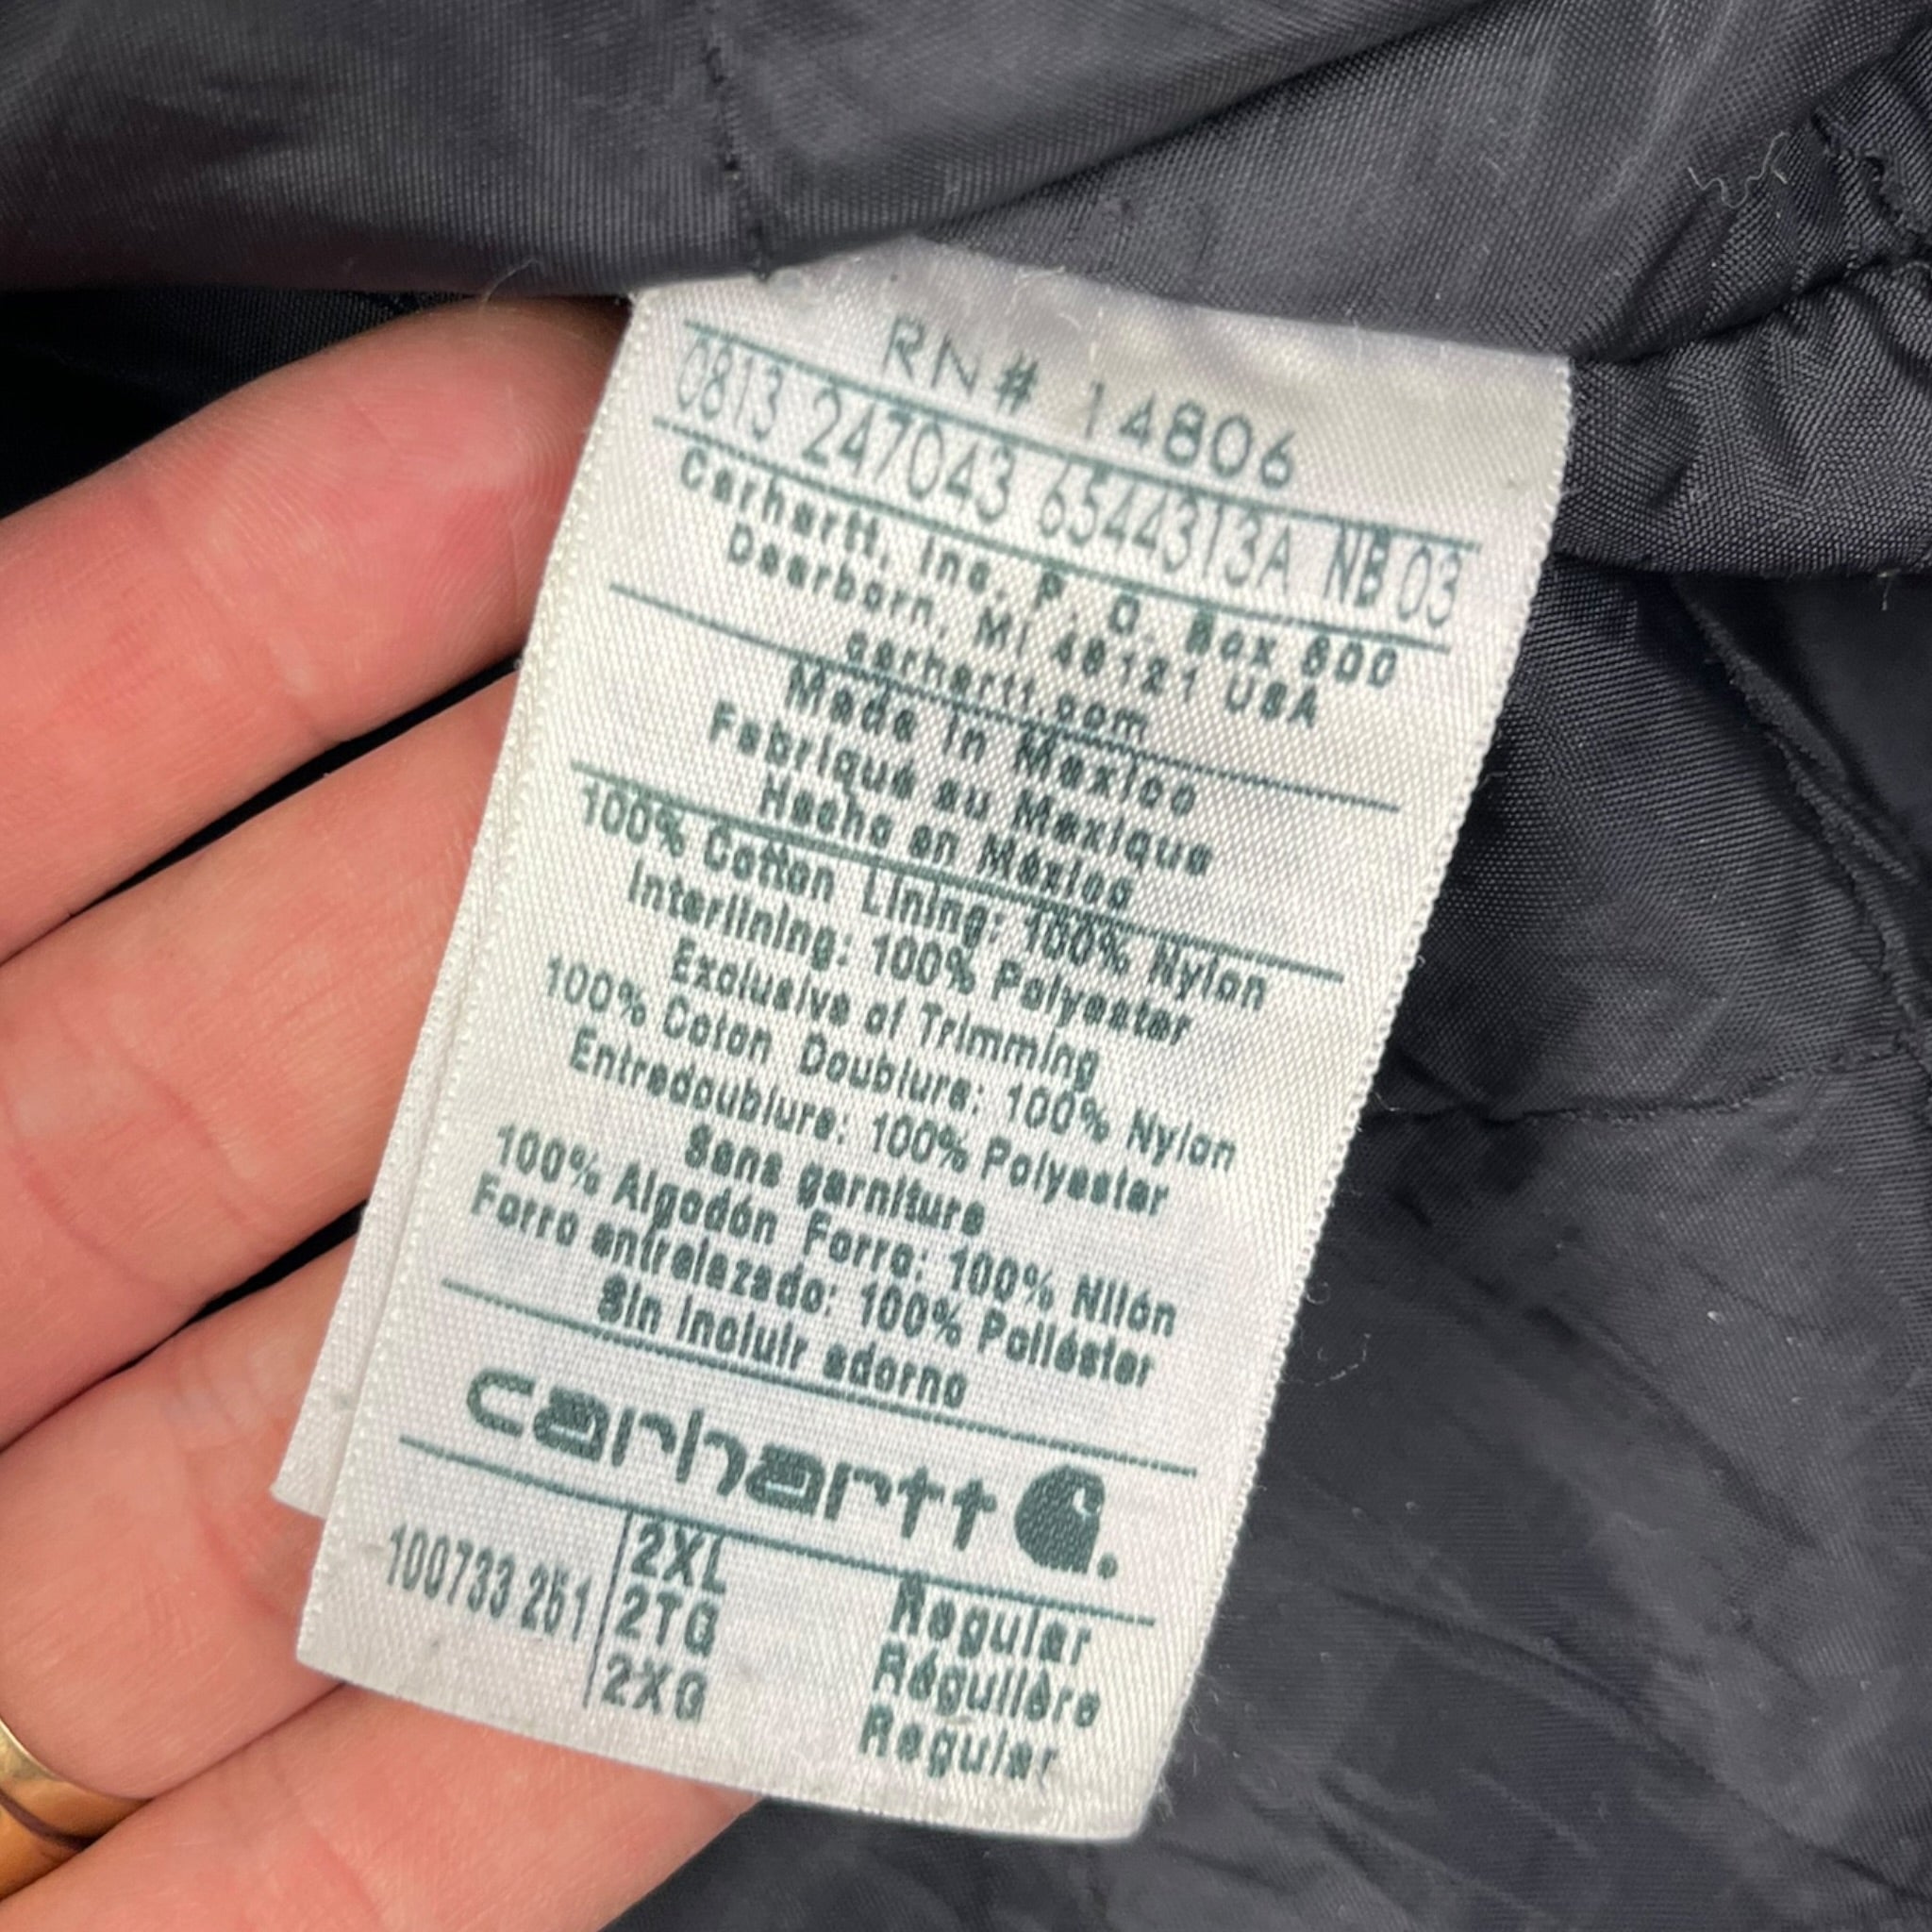 RN# 14806
0813 247043 6544313A NB 03
Carhartt, Inc. P. O. Box 600
Dearborn, MI 48121 USA
carhartt.com
Made in Mexico
Fabriqué au Mexique
Hecho en México
100% Cotton Lining: 100% Nylon
Interlining: 100% Polyester
Exclusive of Trimming
100% Coton Doublure: 100% Nylon
Entredoublure: 100% Polyester
Sans garniture
100% Algodón Forro: 100% Nilón
Forro entrelazado: 100% Poliéster
Sin incluir adorno
carhartt
100733 251
2XL Regular
2TG Régulière
2XG Regular